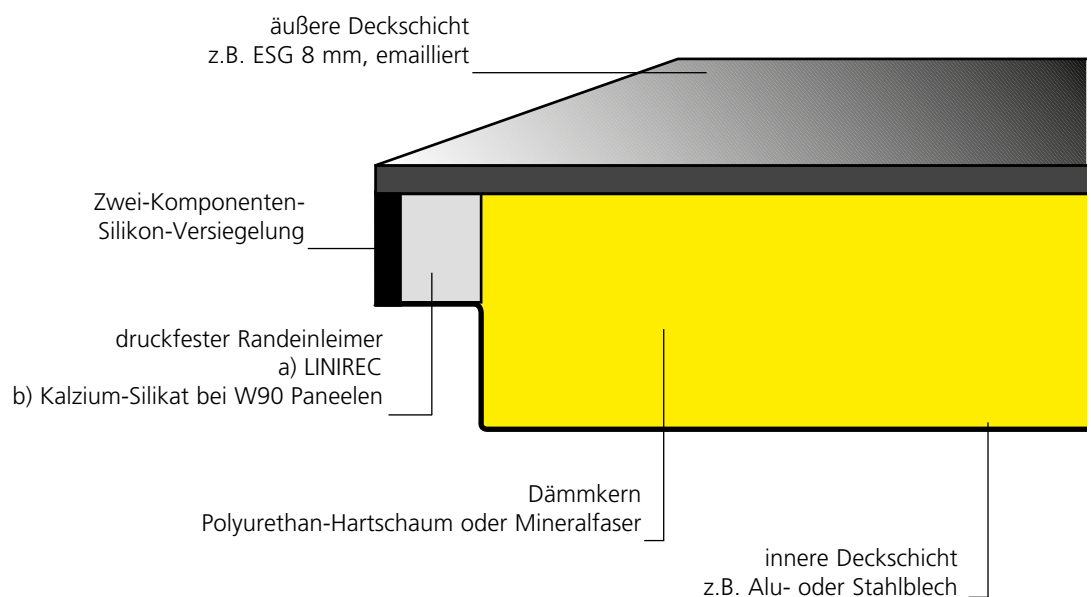 äußere Deckschicht
z.B. ESG 8 mm, emailliert
Zwei-Komponenten-
Silikon-Versiegelung
druckfester Randeinleimer
a) LINIREC
b) Kalzium-Silikat bei W90 Paneelen
Dämmkern
Polyurethan-Hartschaum oder Mineralfaser
innere Deckschicht
z.B. Alu- oder Stahlblech